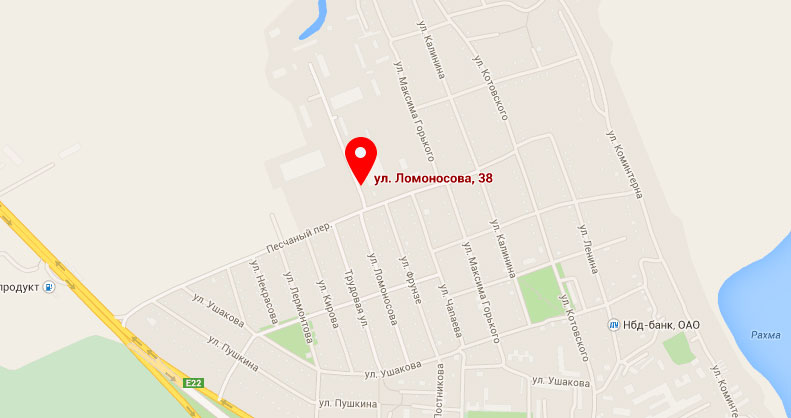 ул. Калинина
ул. Котовского
ул. Максима Горького
ул. Коминтерна
ул. Ломоносова, 38
Песчаный пер.
ул. Калинина
ул. Ленина
продукт
ул. Некрасова
ул. Лермонтова
ул. Кирова
Трудовая ул.
ул. Ломоносова
ул. Фрунзе
ул. Чапаева
ул. Максима Горького
ул. Котовского
ул. Ушакова
Нбд-банк, ОАО
Рахма
ул. Пушкина
ул. Ушакова
E22
ул. Пушкина
Постникова
ул. Ушакова
ул. Коминтерна